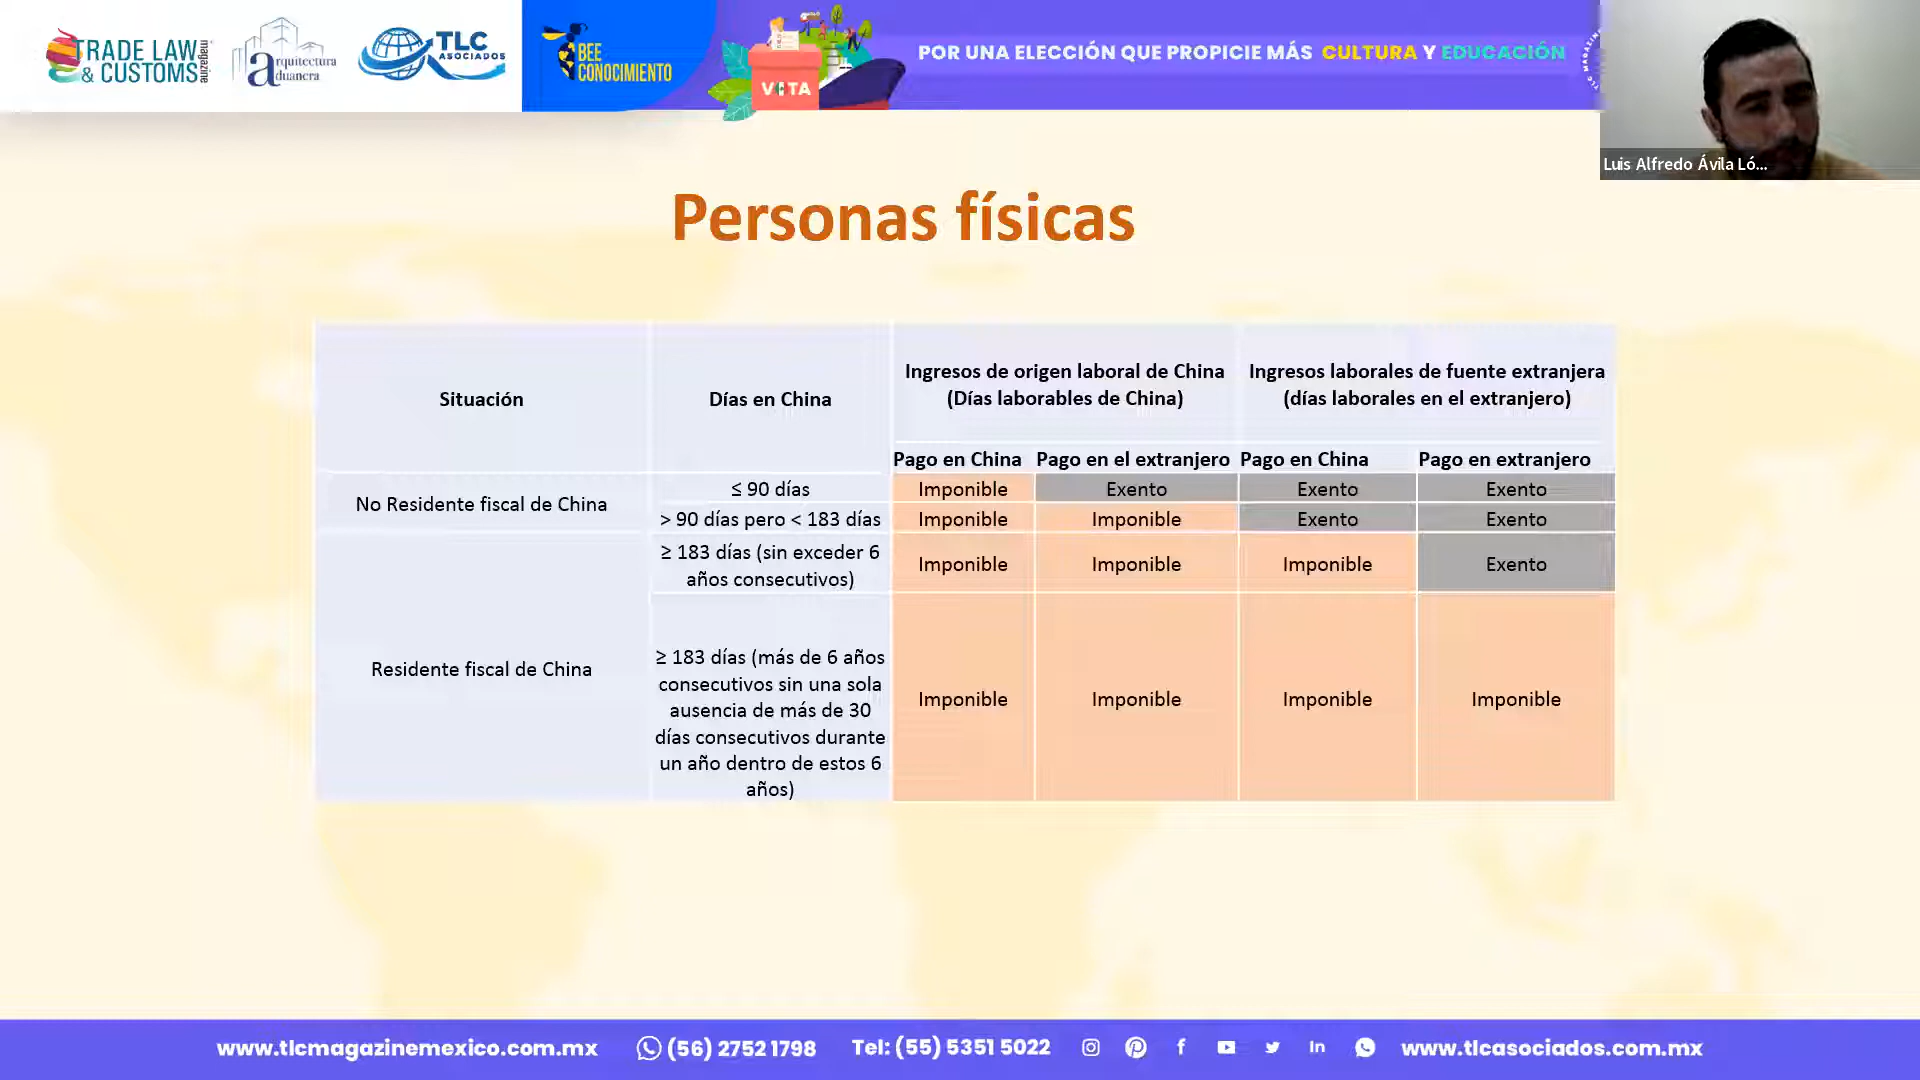 TRADE LAW
& CUSTOMS
magazine
arquitectura
aduanera
TLC
ASOCIADOS
BEE
CONOCIMIENTO
VOTA
POR UNA ELECCIÓN QUE PROPICIE MÁS CULTURA Y EDUCACIÓN
Luis Alfredo Ávila Ló...
Personas físicas
Situación
Días en China
Ingresos de origen laboral de China
(Días laborables de China)
Ingresos laborales de fuente extranjera
(días laborales en el extranjero)
Pago en China Pago en el extranjero Pago en China Pago en extranjero
No Residente fiscal de China
≤ 90 días Imponible Exento Exento Exento
> 90 días pero < 183 días Imponible Imponible Exento Exento
Residente fiscal de China
≥ 183 días (sin exceder 6
años consecutivos)
Imponible Imponible Imponible Exento
≥ 183 días (más de 6 años
consecutivos sin una sola
ausencia de más de 30
días consecutivos durante
un año dentro de estos 6
años)
Imponible Imponible Imponible Imponible
www.tlcmagazinemexico.com.mx (56) 2752 1798 Tel: (55) 5351 5022 www.tlcasociados.com.mx